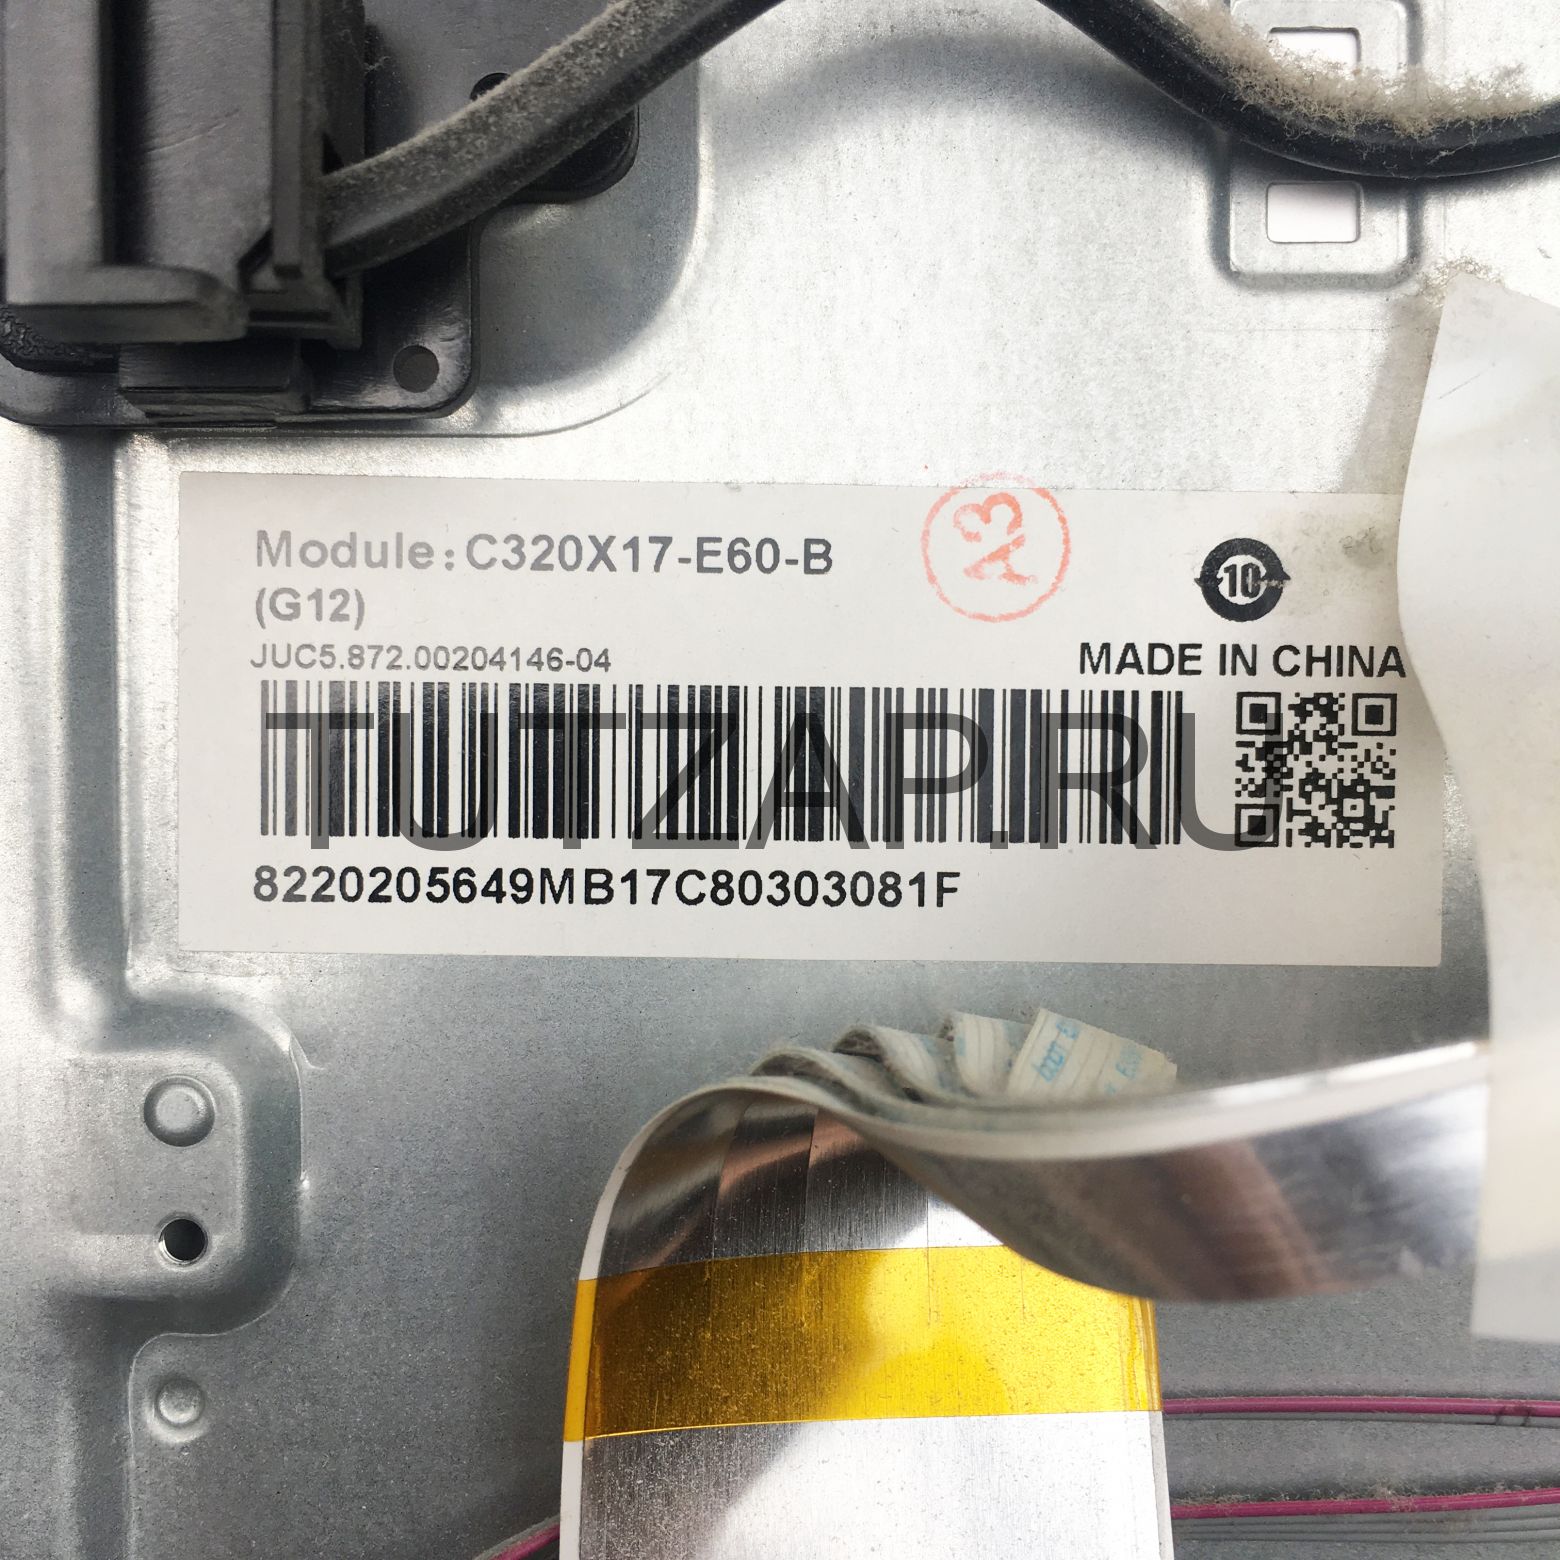 Module: C320X17-E60-B
(G12)
A3
10
JUC5.872.00204146-04
MADE IN CHINA
TUTZAP.RU
8220205649MB17C80303081F